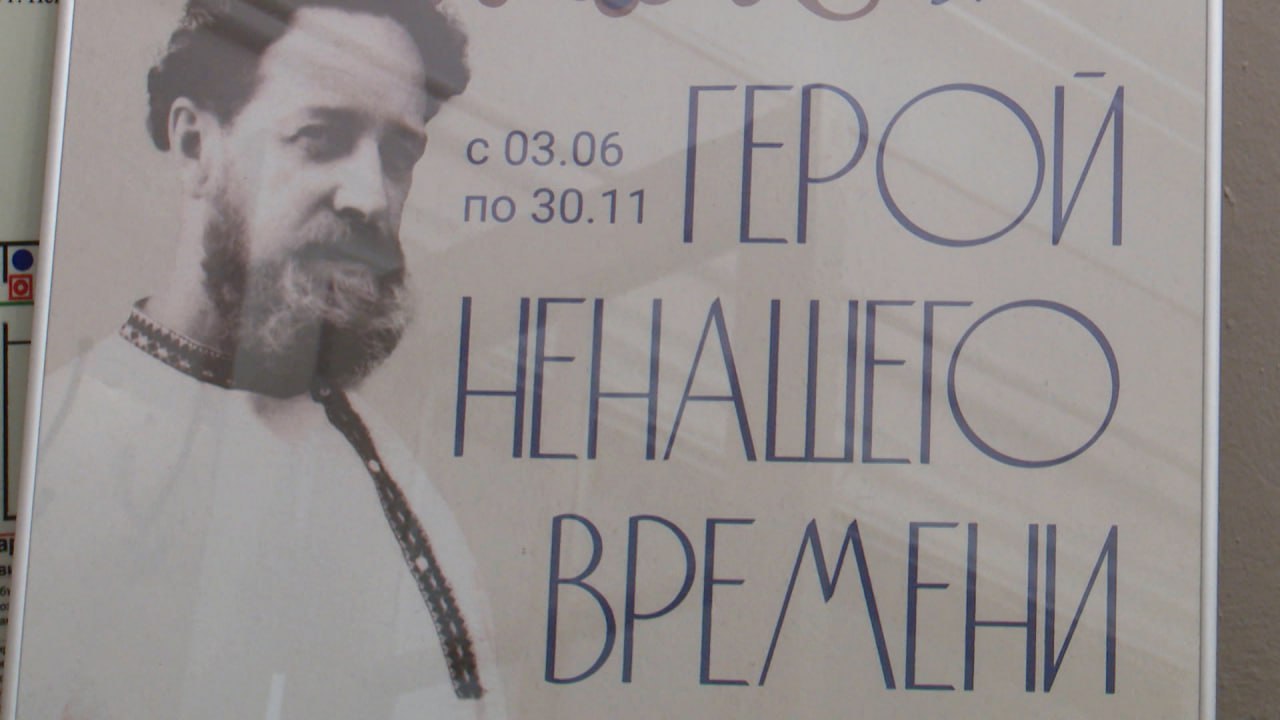 с 03.06
по 30.11
ГЕРОЙ
НЕНАШЕГО
ВРЕМЕНИ